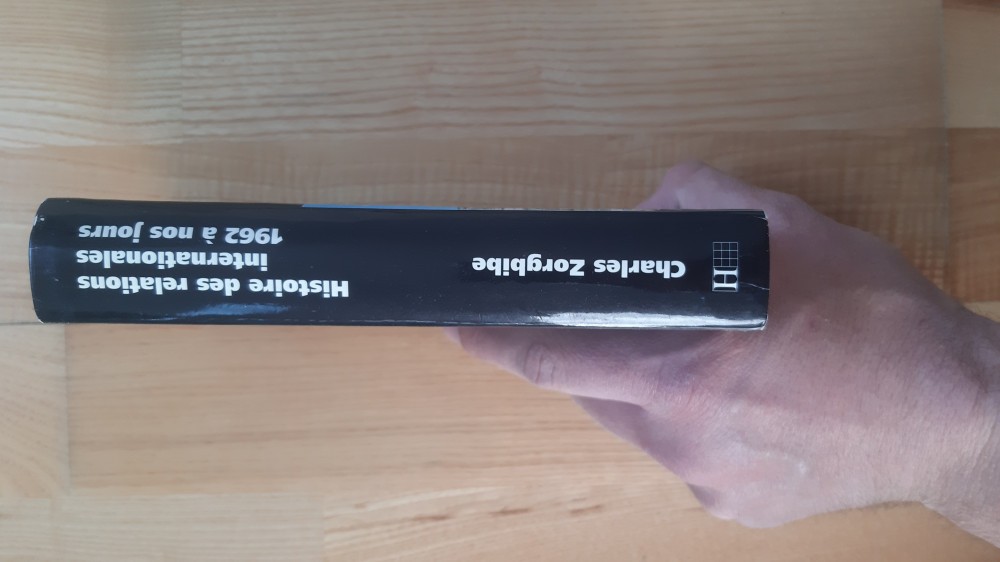 H
Charles Zorgbibe
Histoire des relations
internationales
1962 à nos jours